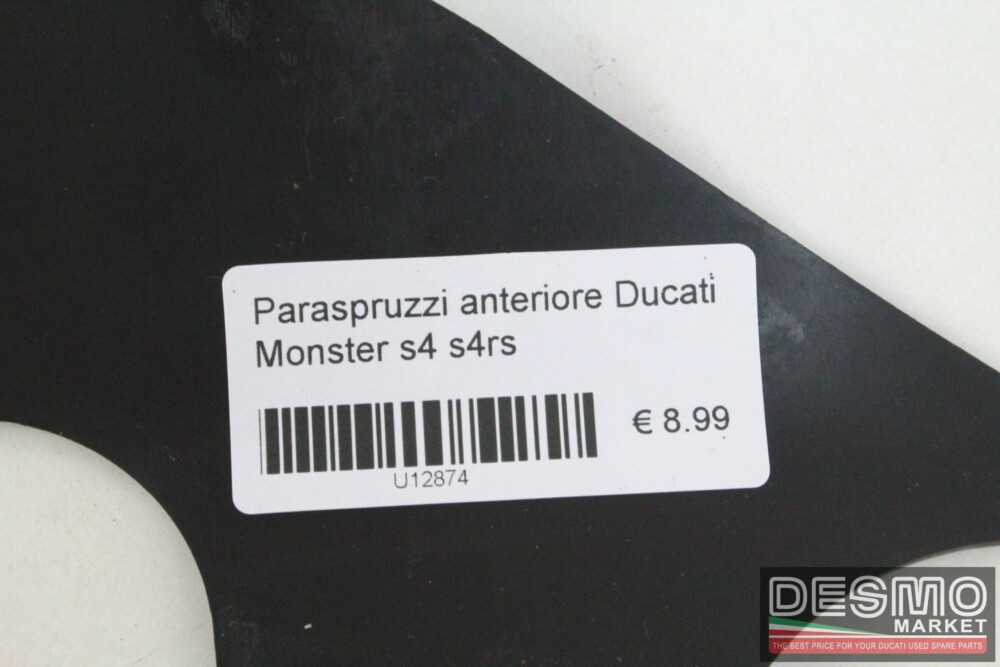 Paraspruzzi anteriore Ducati
Monster s4 s4rs
€ 8.99
U12874
DESMO
MARKET
THE BEST PRICE FOR YOUR DUCATI USED SPARE PARTS